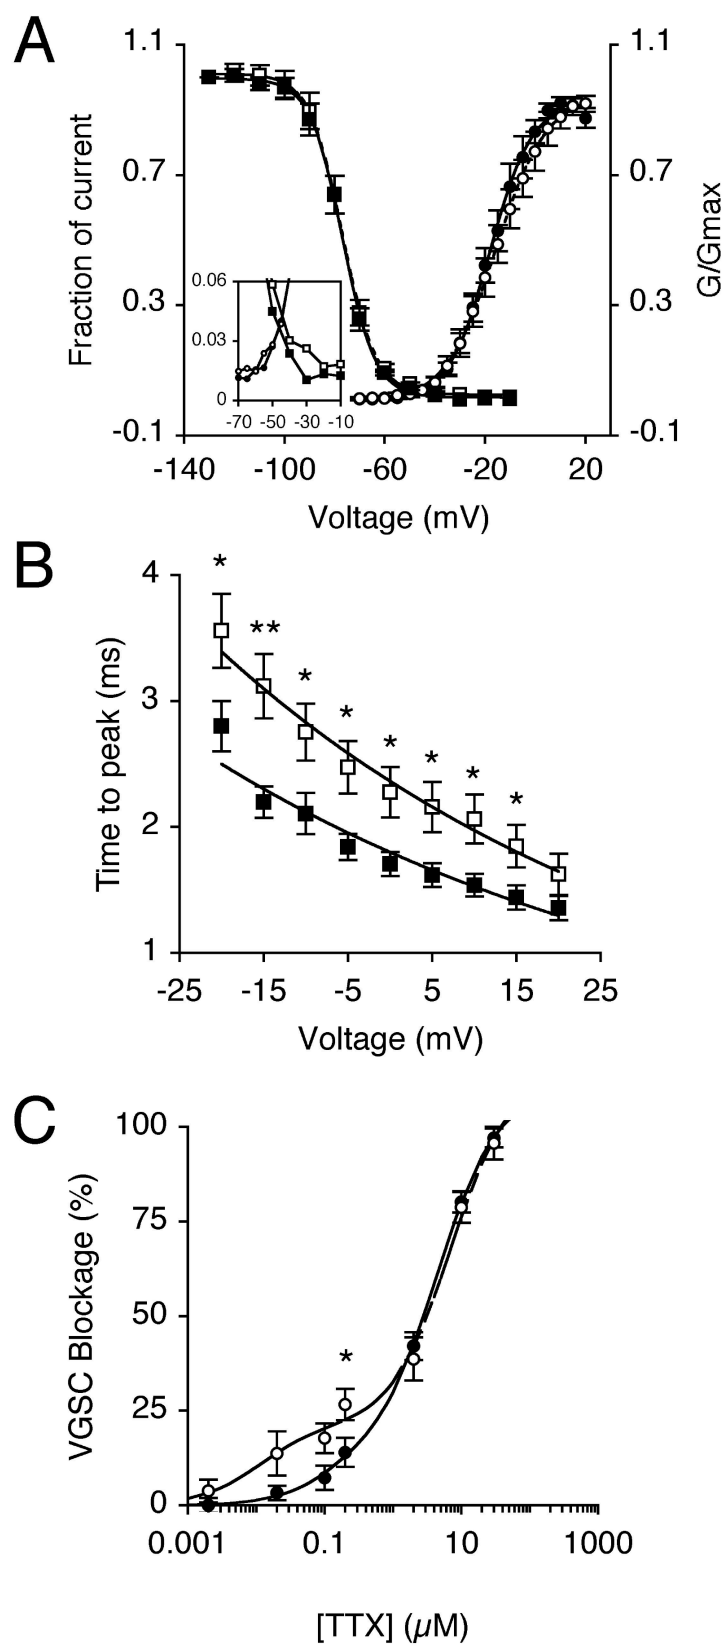 A
1.1
0.7
0.3
-0.1
Fraction of current
1.1
0.7
0.3
-0.1
G/Gmax
0.06
0.03
0
-70 -50 -30 -10
-140 -100 -60 -20 20
Voltage (mV)
B
4
3
2
1
Time to peak (ms)
*
**
*
*
*
*
*
*
-25 -15 -5 5 15 25
Voltage (mV)
C
100
75
50
25
0
VGSC Blockage (%)
*
0.001 0.1 10 1000
[TTX] (µM)